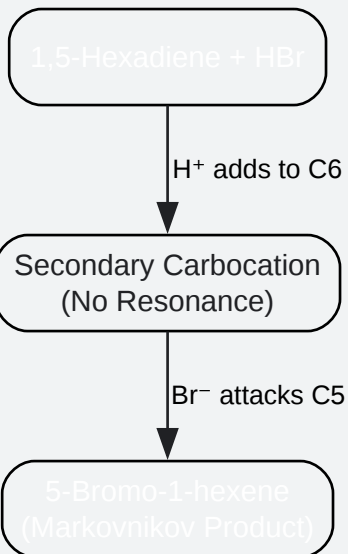 1,5-Hexadiene + HBr
H⁺ adds to C6
Secondary Carbocation
(No Resonance)
Br⁻ attacks C5
5-Bromo-1-hexene
(Markovnikov Product)